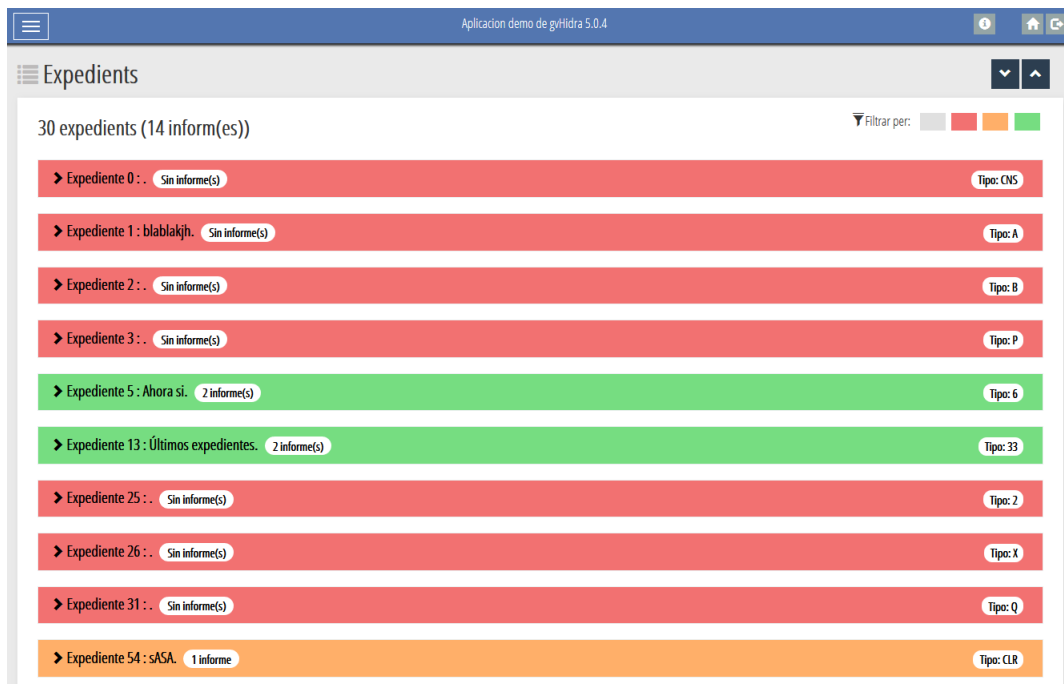 Aplicacion demo de gvHidra 5.0.4
Expedients
30 expedients (14 inform(es))
Filtrar per:
Expediente 0 : . Sin informe(s) Tipo: CNS
Expediente 1 : blablakjh. Sin informe(s) Tipo: A
Expediente 2 : . Sin informe(s) Tipo: B
Expediente 3 : . Sin informe(s) Tipo: P
Expediente 5 : Ahora si. 2 informe(s) Tipo: 6
Expediente 13 : Últimos expedientes. 2 informe(s) Tipo: 33
Expediente 25 : . Sin informe(s) Tipo: 2
Expediente 26 : . Sin informe(s) Tipo: X
Expediente 31 : . Sin informe(s) Tipo: Q
Expediente 54 : sASA. 1 informe Tipo: CLR